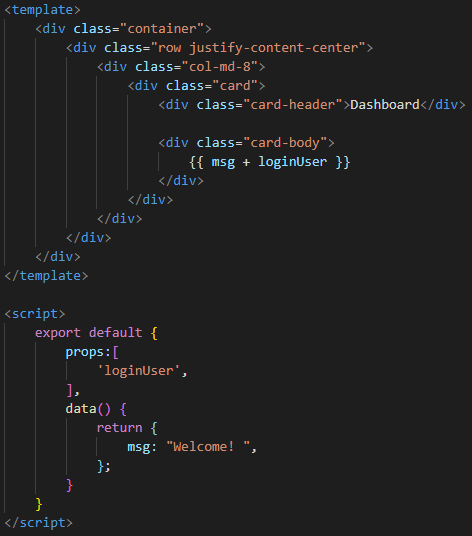 <template>
    <div class="container">
        <div class="row justify-content-center">
            <div class="col-md-8">
                <div class="card">
                    <div class="card-header">Dashboard</div>

                    <div class="card-body">
                        {{ msg + loginUser }}
                    </div>
                </div>
            </div>
        </div>
    </div>
</template>

<script>
    export default {
        props:[
            'loginUser',
        ],
        data() {
            return {
                msg: "Welcome! ",
            };
        }
    }
</script>